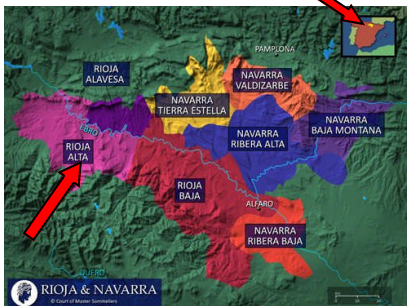 PAMPLONA
RIOJA
ALAVESA
NAVARRA
VALDIZARBE
NAVARRA
TIERRA ESTELLA
NAVARRA
BAJA MONTANA
EBRO
NAVARRA
RIBERA ALTA
RIOJA
ALTA
RIOJA
BAJA
ALFARO
NAVARRA
RIBERA BAJA
DUERO
RIOJA & NAVARRA
© Court of Master Sommeliers